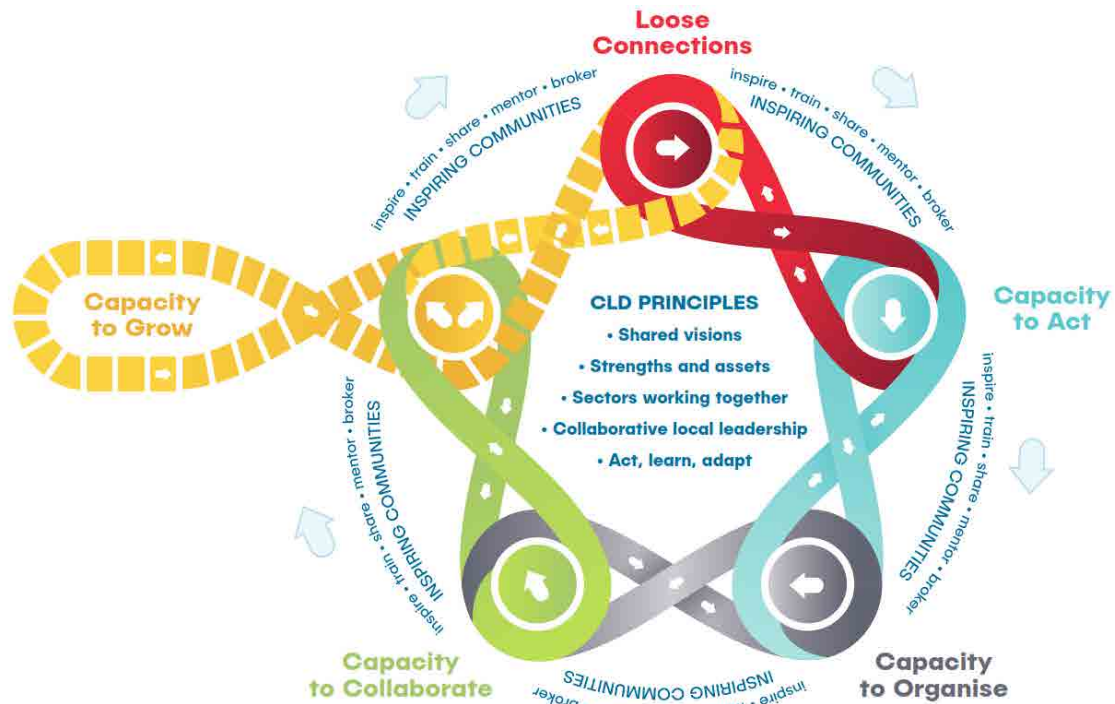 Loose
Connections
inspire • train • share • mentor • broker
INSPIRING COMMUNITIES
inspire • train • share • mentor • broker
INSPIRING COMMUNITIES
Capacity
to Grow
CLD PRINCIPLES
• Shared visions
• Strengths and assets
• Sectors working together
• Collaborative local leadership
• Act, learn, adapt
Capacity
to Act
inspire • train • share • mentor • broker
INSPIRING COMMUNITIES
inspire • train • share • mentor • broker
INSPIRING COMMUNITIES
Capacity
to Collaborate
Capacity
to Organise
INSPIRING COMMUNITIES
inspire •
broker